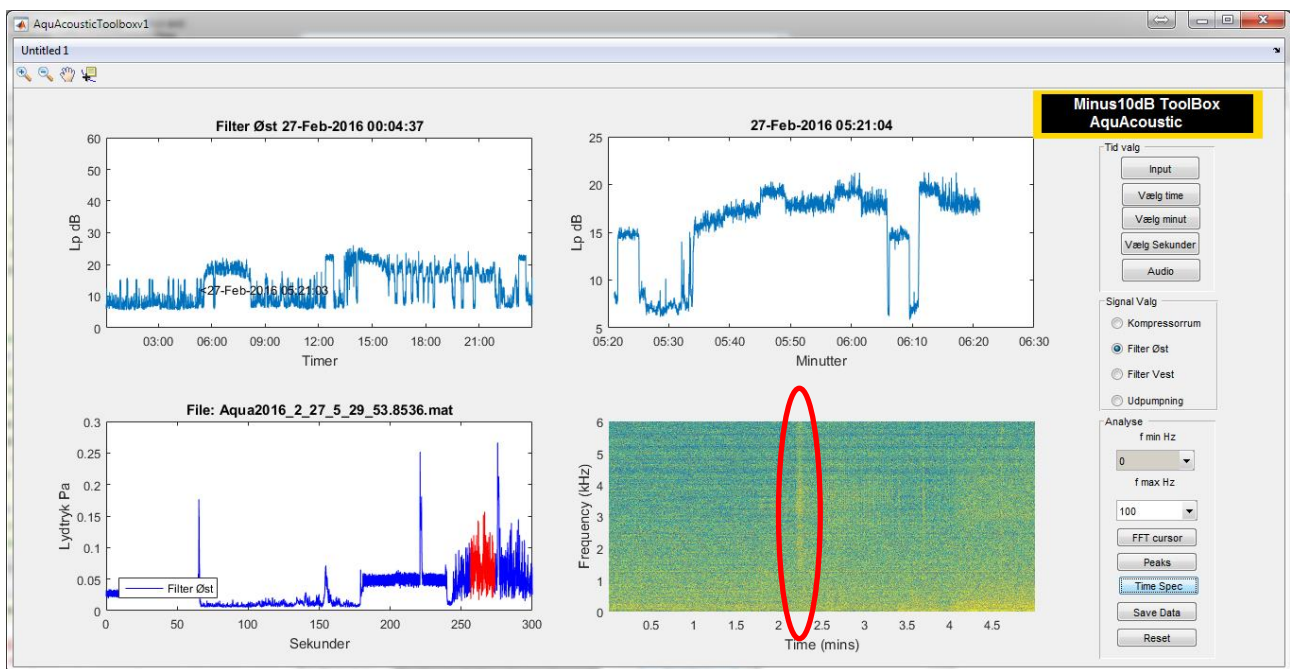 AquAcousticToolboxv1
Untitled 1
Minus10dB ToolBox
AquAcoustic
Filter Øst 27-Feb-2016 00:04:37
60
50
40
30
20
10
0
Lp dB
<27-Feb-2016 05:21:03
03:00 06:00 09:00 12:00 15:00 18:00 21:00
Timer
27-Feb-2016 05:21:04
25
20
15
10
5
Lp dB
05:20 05:30 05:40 05:50 06:00 06:10 06:20 06:30
Minutter
File: Aqua2016_2_27_5_29_53.8536.mat
0.3
0.25
0.2
0.15
0.1
0.05
0
Lydtryk Pa
Filter Øst
0 50 100 150 200 250 300
Sekunder
6
5
4
3
2
1
0
Frequency (kHz)
0.5 1 1.5 2 2.5 3 3.5 4 4.5
Time (mins)
Tid valg
Input
Vælg time
Vælg minut
Vælg Sekunder
Audio
Signal Valg
Kompressorrum
Filter Øst
Filter Vest
Udpumpning
Analyse
f min Hz
0
f max Hz
100
FFT cursor
Peaks
Time Spec
Save Data
Reset